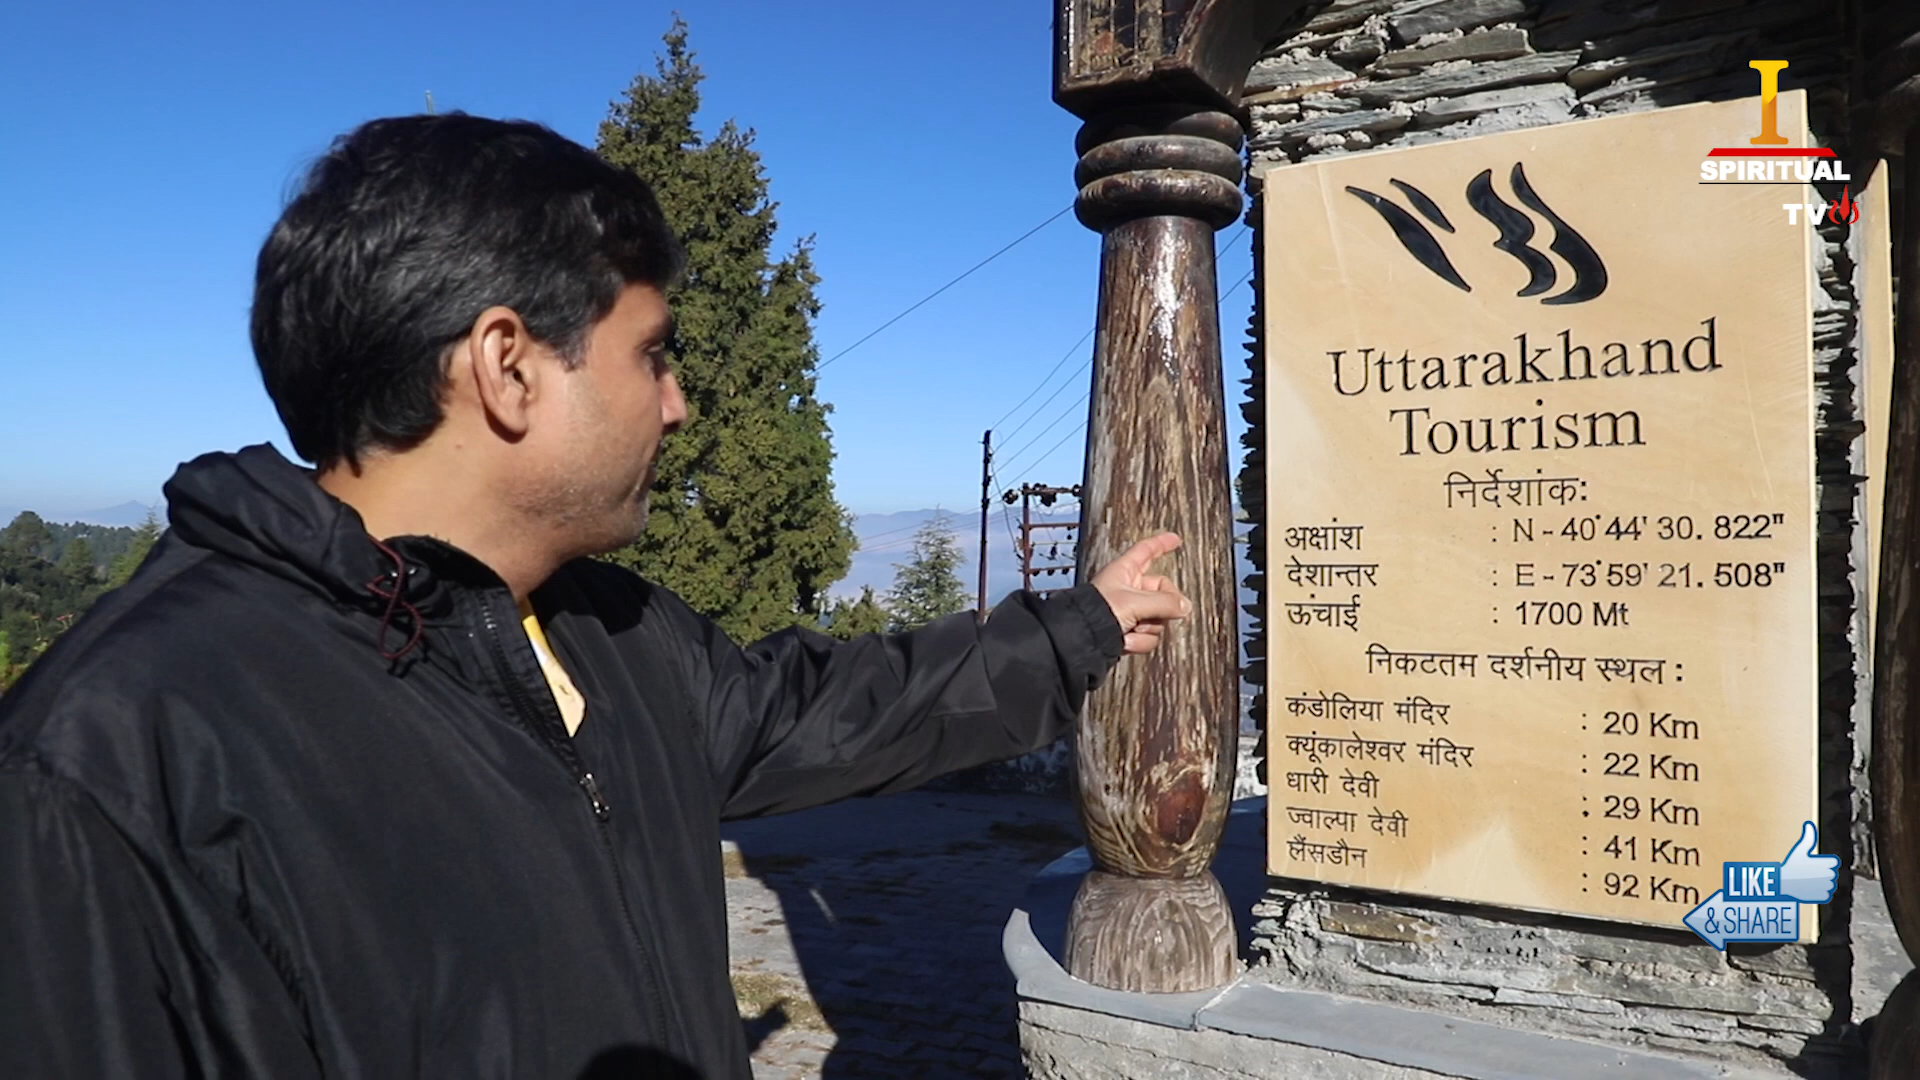 I
SPIRITUAL
TV
Uttarakhand
Tourism
निर्देशांक:
अक्षांश : N - 40°44' 30. 822"
देशान्तर : E - 73°59' 21. 508"
ऊंचाई : 1700 Mt
निकटतम दर्शनीय स्थल :
कंडोलिया मंदिर : 20 Km
क्यूंकालेश्वर मंदिर : 22 Km
धारी देवी : 29 Km
ज्वाल्पा देवी : 41 Km
लैंसडौन : 92 Km
LIKE
& SHARE